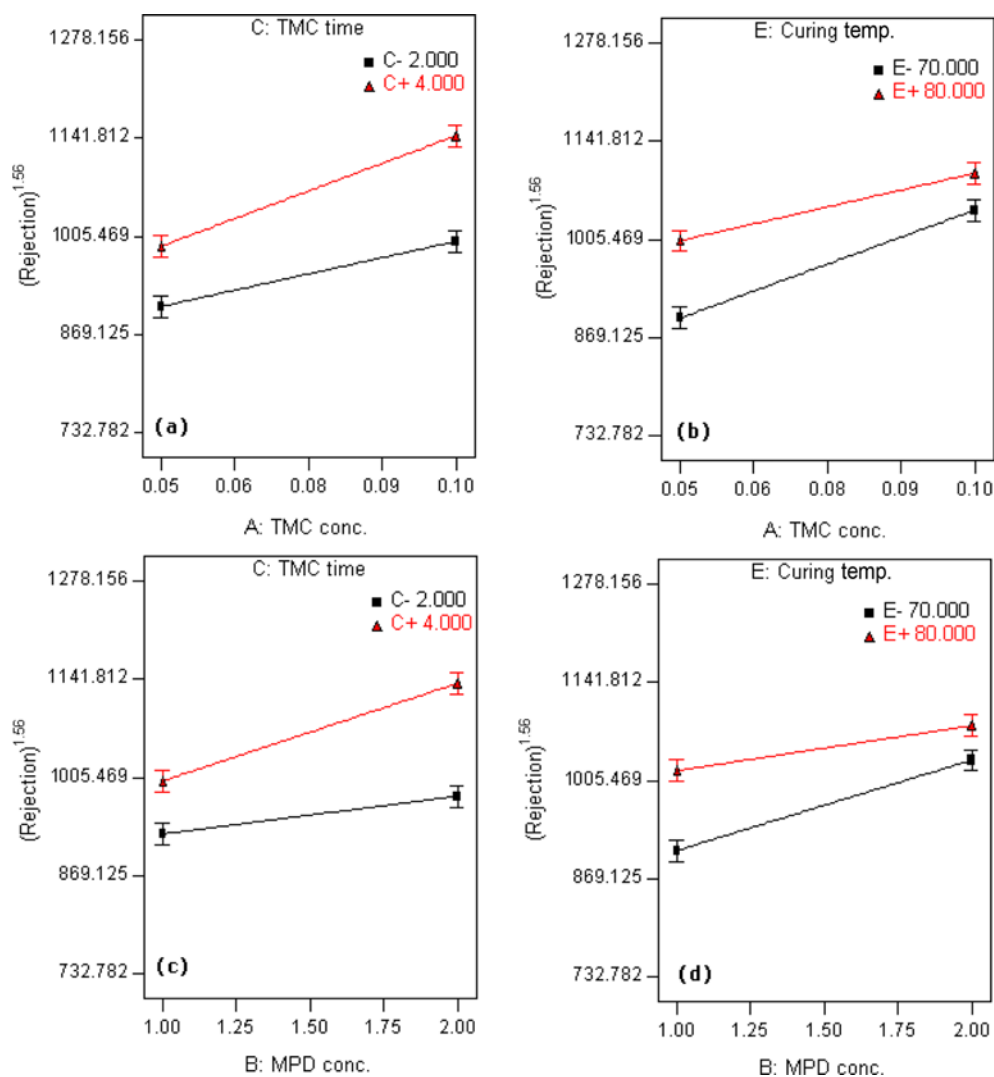 C: TMC time
C- 2.000
C+ 4.000
1278.156
1141.812
1005.469
869.125
732.782
(Rejection)^1.56
(a)
0.05
0.06
0.08
0.09
0.10
A: TMC conc.
E: Curing temp.
E- 70.000
E+ 80.000
1278.156
1141.812
1005.469
869.125
732.782
(Rejection)^1.56
(b)
0.05
0.06
0.08
0.09
0.10
A: TMC conc.
C: TMC time
C- 2.000
C+ 4.000
1278.156
1141.812
1005.469
869.125
732.782
(Rejection)^1.56
(c)
1.00
1.25
1.50
1.75
2.00
B: MPD conc.
E: Curing temp.
E- 70.000
E+ 80.000
1278.156
1141.812
1005.469
869.125
732.782
(Rejection)^1.56
(d)
1.00
1.25
1.50
1.75
2.00
B: MPD conc.